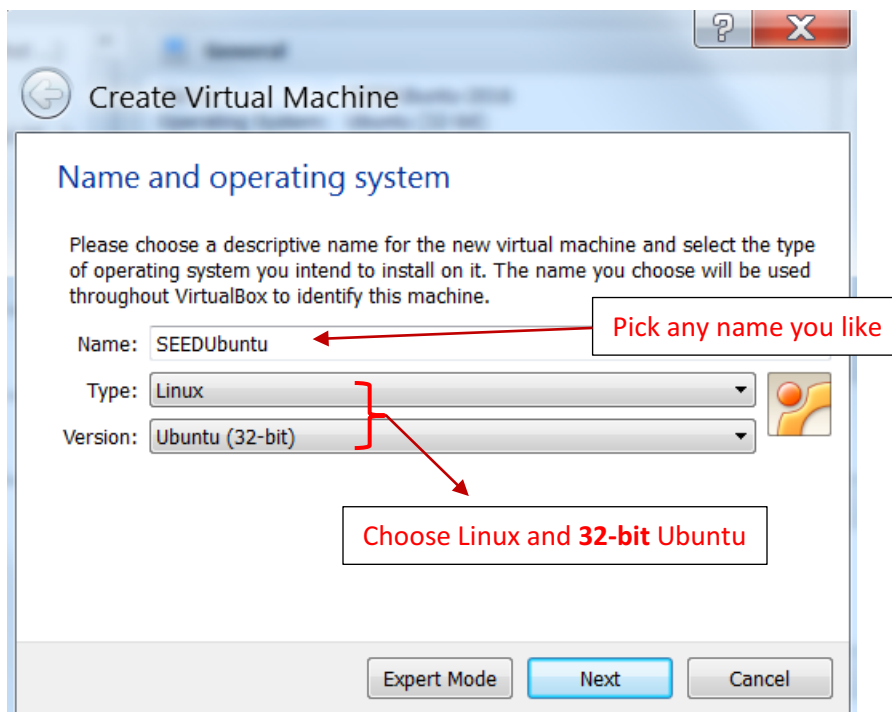 General
?
X
Create Virtual Machine
Name and operating system
Please choose a descriptive name for the new virtual machine and select the type
of operating system you intend to install on it. The name you choose will be used
throughout VirtualBox to identify this machine.
Pick any name you like
Name: SEEDUbuntu
Type: Linux
Version: Ubuntu (32-bit)
Choose Linux and 32-bit Ubuntu
Expert Mode
Next
Cancel